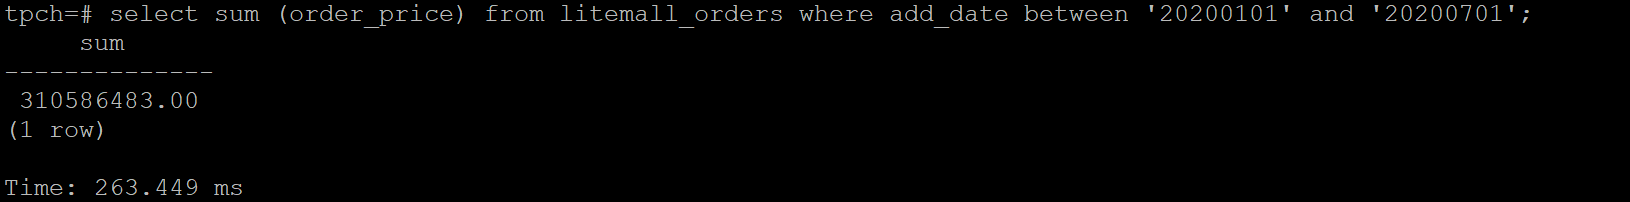 tpch=# select sum (order_price) from litemall_orders where add_date between '20200101' and '20200701';
sum
--------------
310586483.00
(1 row)
Time: 263.449 ms